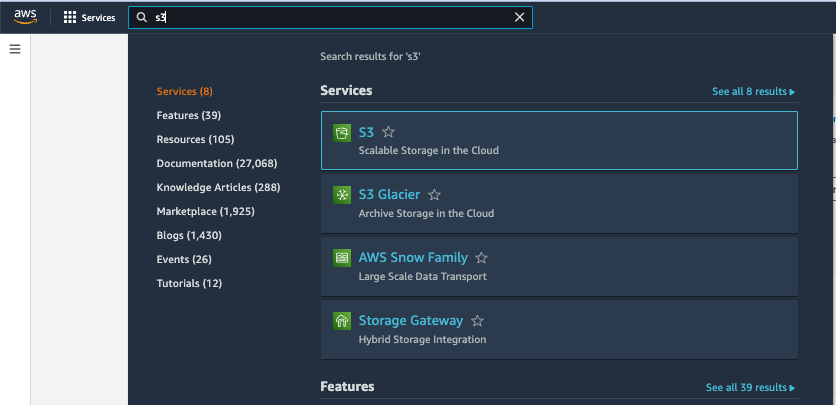 aws
Services
s3
Search results for 's3'
Services (8)
Features (39)
Resources (105)
Documentation (27,068)
Knowledge Articles (288)
Marketplace (1,925)
Blogs (1,430)
Events (26)
Tutorials (12)
Services
See all 8 results
S3
Scalable Storage in the Cloud
S3 Glacier
Archive Storage in the Cloud
AWS Snow Family
Large Scale Data Transport
Storage Gateway
Hybrid Storage Integration
Features
See all 39 results